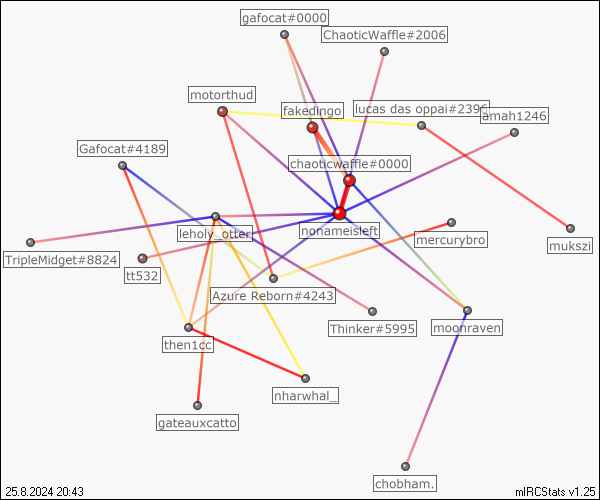 gafocat#0000
ChaoticWaffle#2006
motorthud
fakedingo
lucas das oppai#2396
amah1246
Gafocat#4189
chaoticwaffle#0000
leholy_otter
nonameisleft
mercurybro
mukszi
TripleMidget#8824
tt532
Azure Reborn#4243
Thinker#5995
moonraven
then1cc
nharwhal_
gateauxcatto
chobham.
25.8.2024 20:43
mIRCStats v1.25